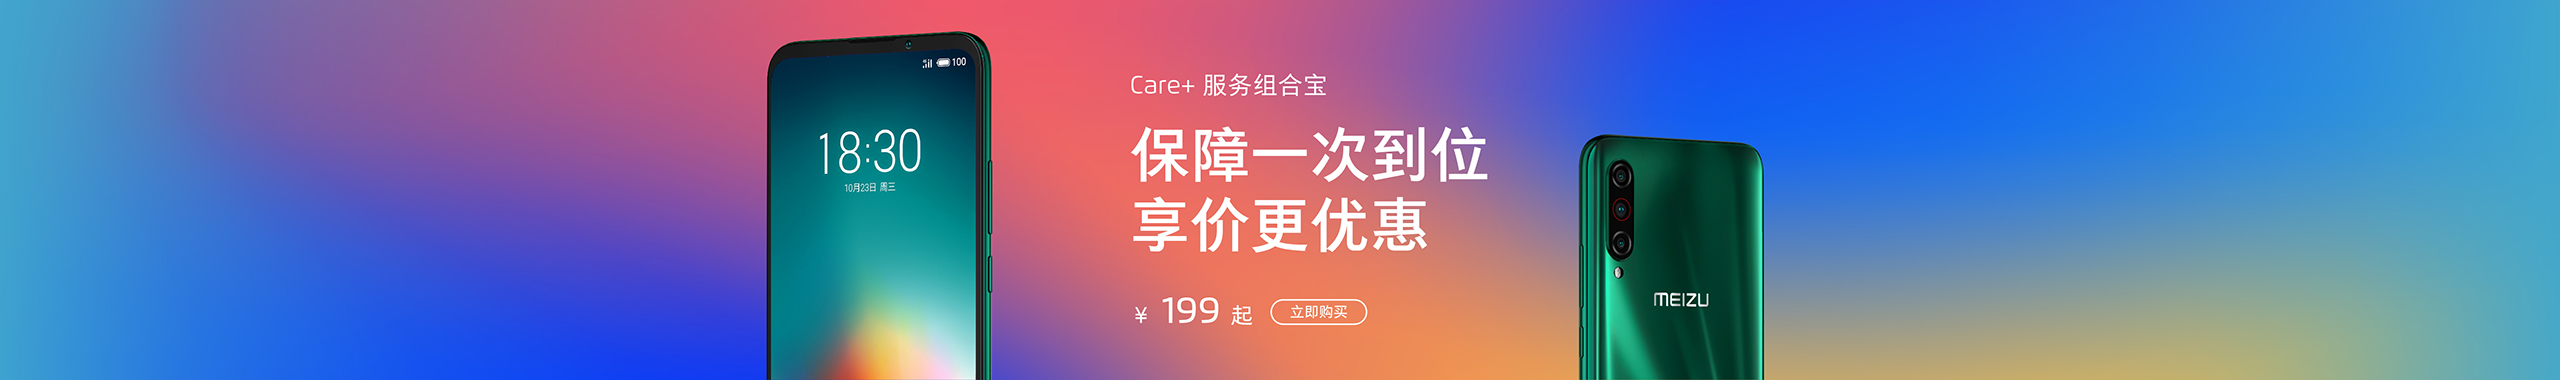 100
18:30
10月23日 周三
Care+ 服务组合宝
保障一次到位
享价更优惠
¥ 199 起
立即购买
MEIZU